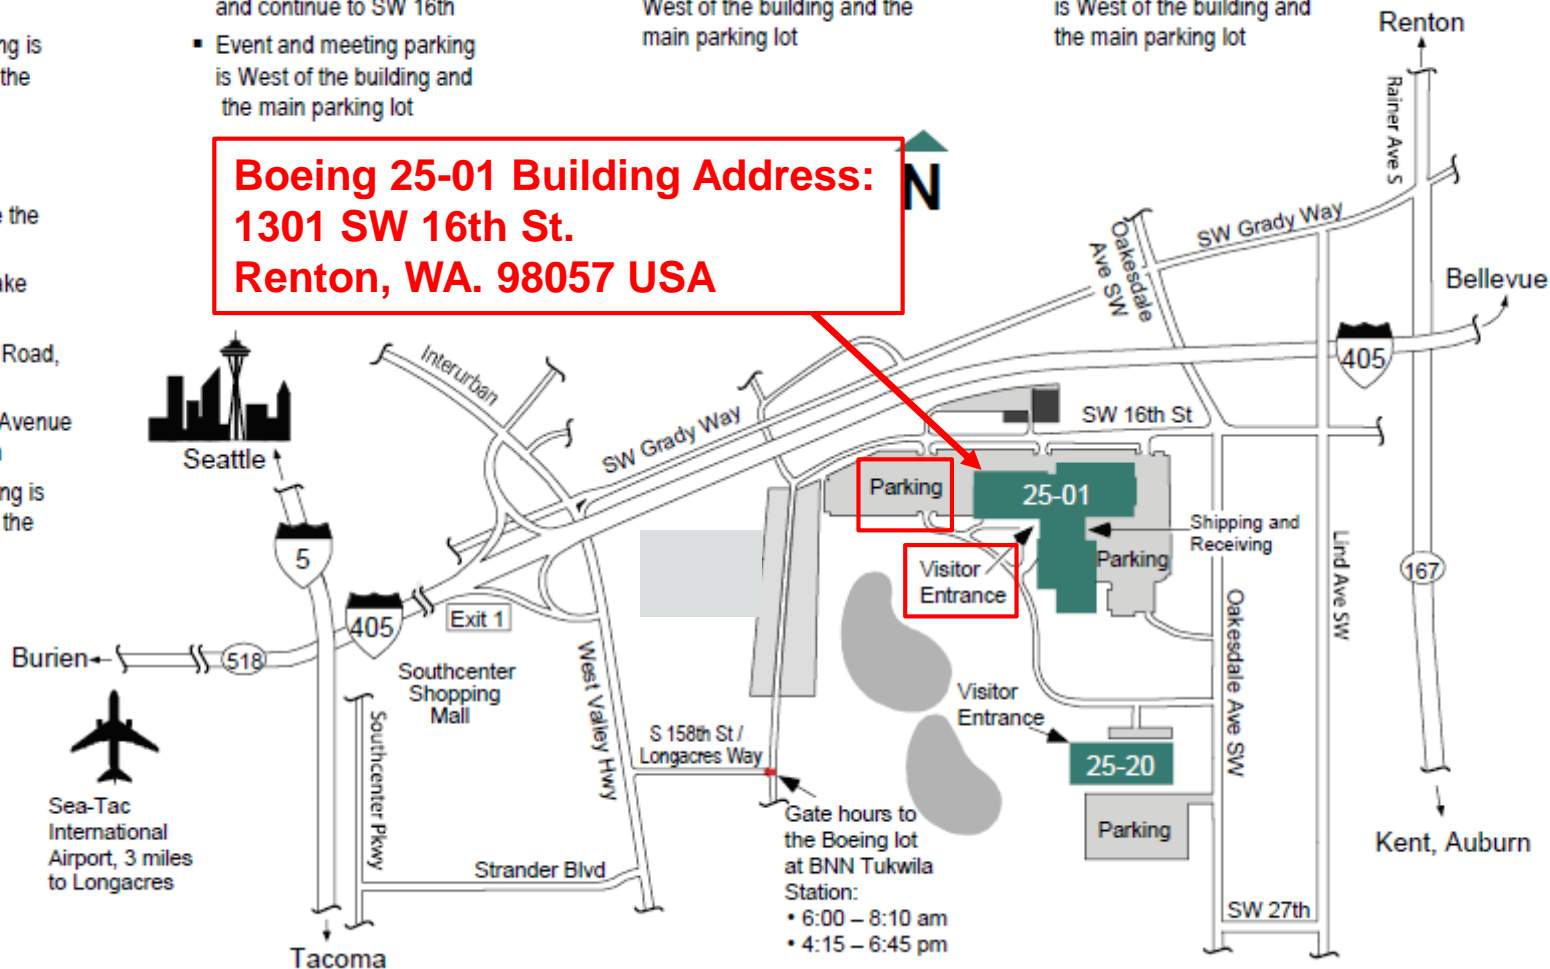 and continue to SW 16th
▪ Event and meeting parking
is West of the building and
the main parking lot
West of the building and the
main parking lot
is West of the building and
the main parking lot
ng is
the
e the
ake
Road,
Avenue
ng is
the
Boeing 25-01 Building Address:
1301 SW 16th St.
Renton, WA. 98057 USA
N
Renton
Rainer Ave S
SW Grady Way
Oakesdale
Ave SW
Bellevue
405
Interurban
SW Grady Way
SW 16th St
Seattle
Parking
25-01
Shipping and
Receiving
Parking
Visitor
Entrance
5
405
Exit 1
Lind Ave SW
167
Oakesdale Ave SW
Burien
518
Southcenter
Shopping
Mall
West Valley Hwy
Southcenter Pkwy
Visitor
Entrance
S 158th St /
Longacres Way
25-20
Sea-Tac
International
Airport, 3 miles
to Longacres
Gate hours to
the Boeing lot
at BNN Tukwila
Station:
• 6:00 – 8:10 am
• 4:15 – 6:45 pm
Parking
Kent, Auburn
Strander Blvd
SW 27th
Tacoma